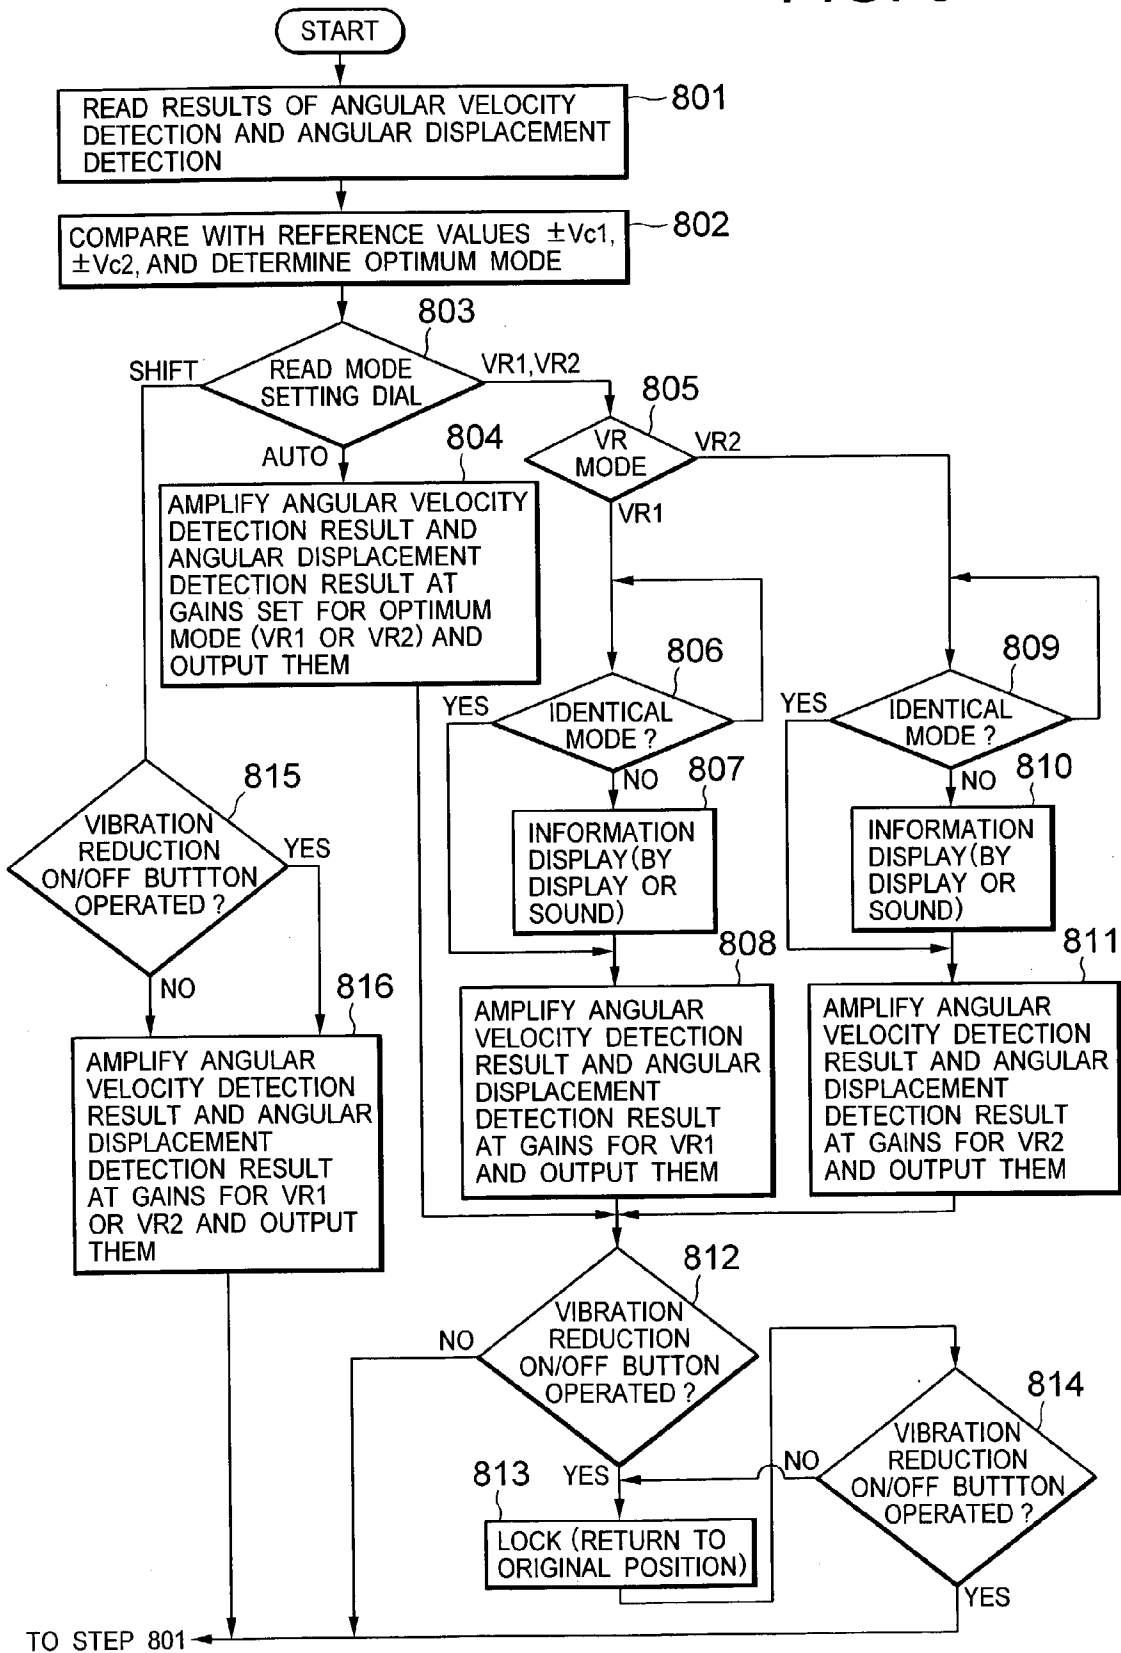 START
801
READ RESULTS OF ANGULAR VELOCITY
DETECTION AND ANGULAR DISPLACEMENT
DETECTION
802
COMPARE WITH REFERENCE VALUES ±Vc1,
±Vc2, AND DETERMINE OPTIMUM MODE
803
READ MODE
SETTING DIAL
SHIFT
VR1,VR2
AUTO
804
AMPLIFY ANGULAR VELOCITY
DETECTION RESULT AND
ANGULAR DISPLACEMENT
DETECTION RESULT AT
GAINS SET FOR OPTIMUM
MODE (VR1 OR VR2) AND
OUTPUT THEM
805
VR
MODE
VR2
VR1
806
YES
IDENTICAL
MODE ?
NO
807
INFORMATION
DISPLAY(BY
DISPLAY OR
SOUND)
808
AMPLIFY ANGULAR
VELOCITY DETECTION
RESULT AND ANGULAR
DISPLACEMENT
DETECTION RESULT
AT GAINS FOR VR1
AND OUTPUT THEM
809
YES
IDENTICAL
MODE ?
NO
810
INFORMATION
DISPLAY(BY
DISPLAY OR
SOUND)
811
AMPLIFY ANGULAR
VELOCITY DETECTION
RESULT AND ANGULAR
DISPLACEMENT
DETECTION RESULT
AT GAINS FOR VR2
AND OUTPUT THEM
815
VIBRATION
REDUCTION
ON/OFF BUTTTON
OPERATED ?
YES
NO
816
AMPLIFY ANGULAR
VELOCITY DETECTION
RESULT AND ANGULAR
DISPLACEMENT
DETECTION RESULT
AT GAINS FOR VR1
OR VR2 AND OUTPUT
THEM
812
NO
VIBRATION
REDUCTION
ON/OFF BUTTON
OPERATED ?
YES
813
LOCK (RETURN TO
ORIGINAL POSITION)
814
NO
VIBRATION
REDUCTION
ON/OFF BUTTTON
OPERATED ?
YES
TO STEP 801